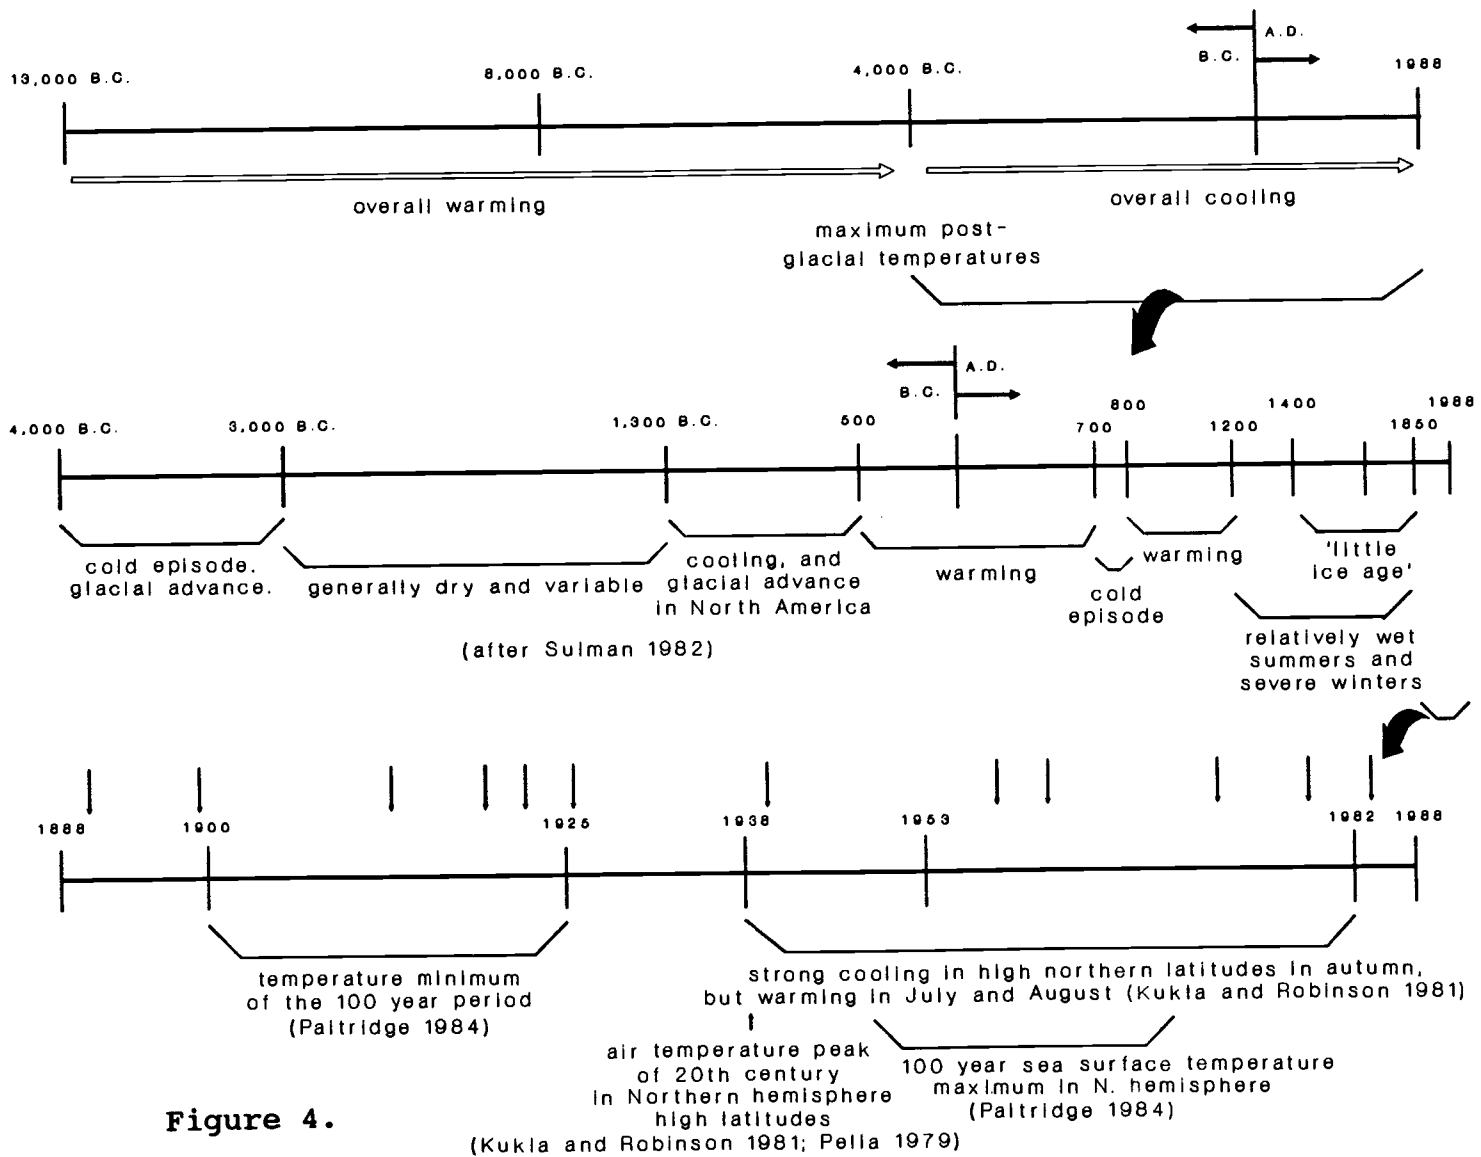 A.D.
B.C.
13,000 B.C.
8,000 B.C.
4,000 B.C.
1988
overall warming
overall cooling
maximum post-
glacial temperatures
A.D.
B.C.
4,000 B.C.
3,000 B.C.
1,300 B.C.
500
700
800
1200
1400
1850
1988
cold episode.
glacial advance.
generally dry and variable
cooling, and
glacial advance
in North America
warming
cold
episode
warming
'little
ice age'
relatively wet
summers and
severe winters
(after Sulman 1982)
1888
1900
1925
1938
1953
1982
1988
temperature minimum
of the 100 year period
(Paltridge 1984)
strong cooling in high northern latitudes in autumn,
but warming in July and August (Kukla and Robinson 1981)
air temperature peak
of 20th century
in Northern hemisphere
high latitudes
(Kukla and Robinson 1981; Pella 1979)
100 year sea surface temperature
maximum in N. hemisphere
(Paltridge 1984)
Figure 4.